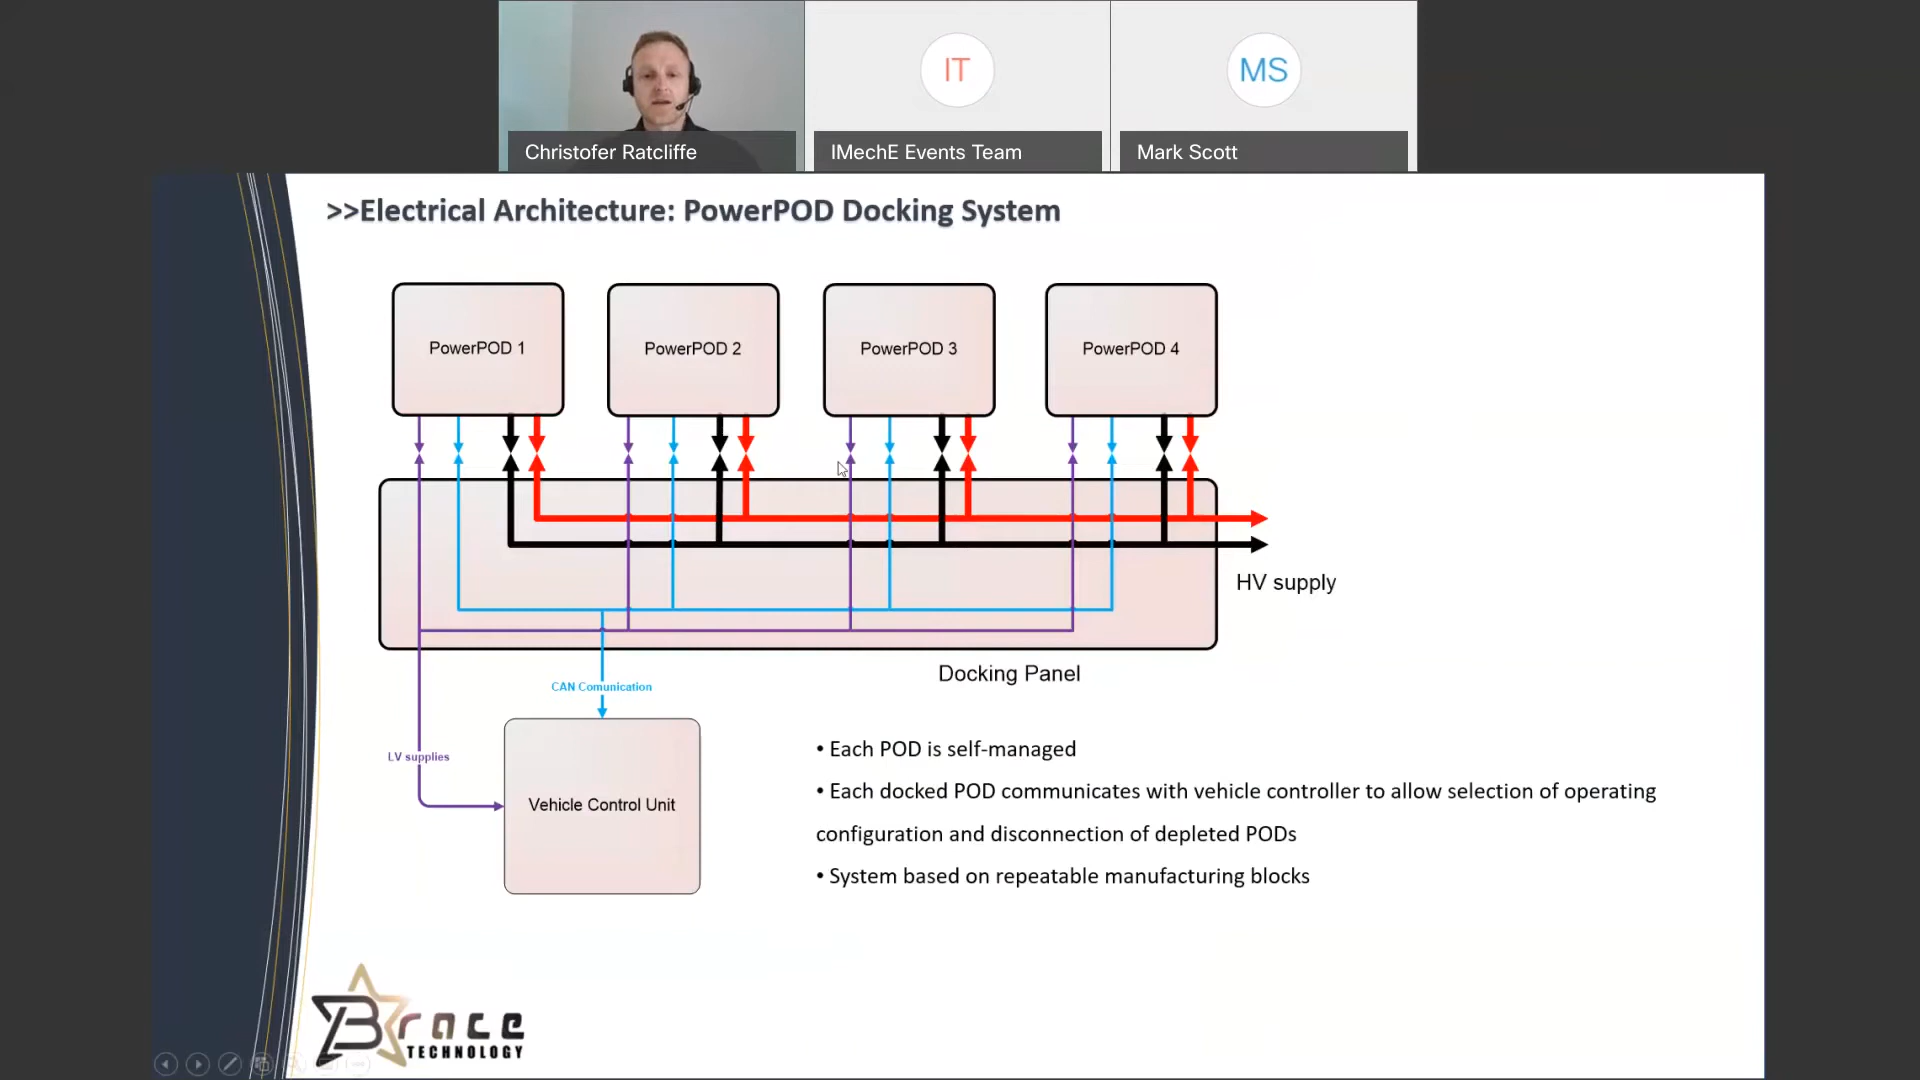 IT
MS
Christofer Ratcliffe
IMechE Events Team
Mark Scott
>>Electrical Architecture: PowerPOD Docking System
PowerPOD 1
PowerPOD 2
PowerPOD 3
PowerPOD 4
HV supply
Docking Panel
CAN Comunication
LV supplies
Vehicle Control Unit
• Each POD is self-managed
• Each docked POD communicates with vehicle controller to allow selection of operating
configuration and disconnection of depleted PODs
• System based on repeatable manufacturing blocks
Brace
TECHNOLOGY